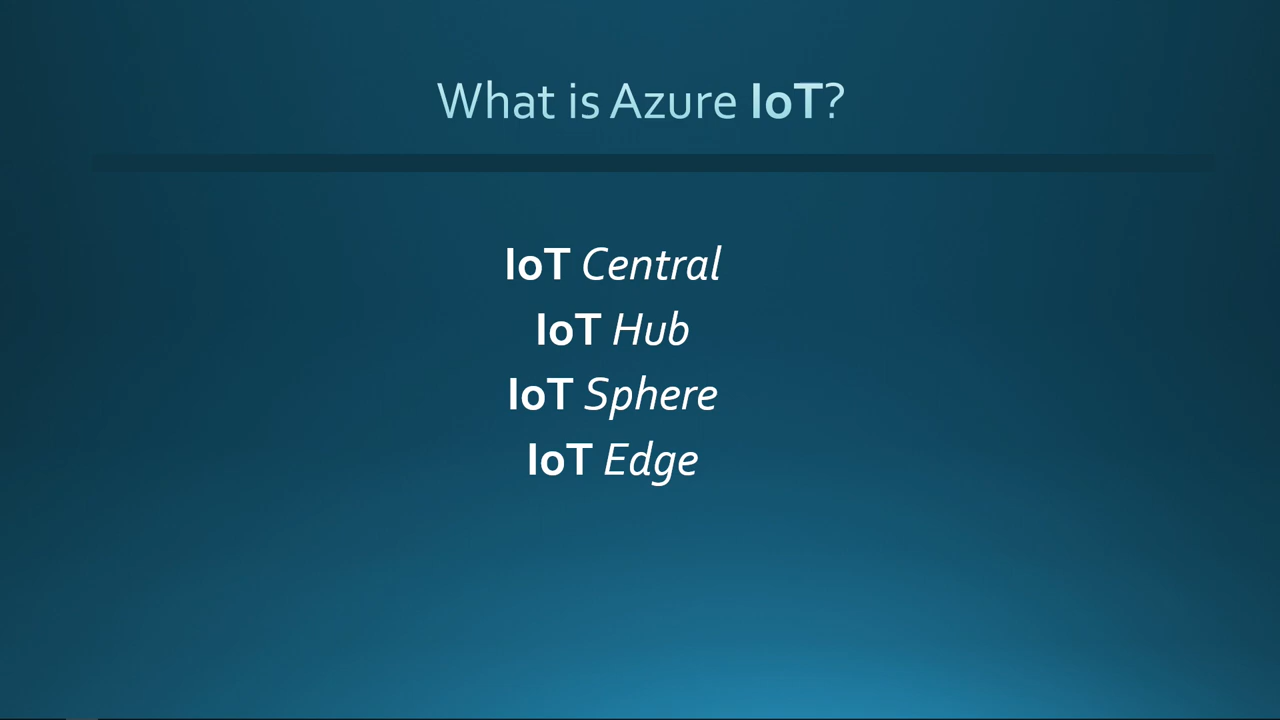 What is Azure IoT?
IoT Central
IoT Hub
IoT Sphere
IoT Edge